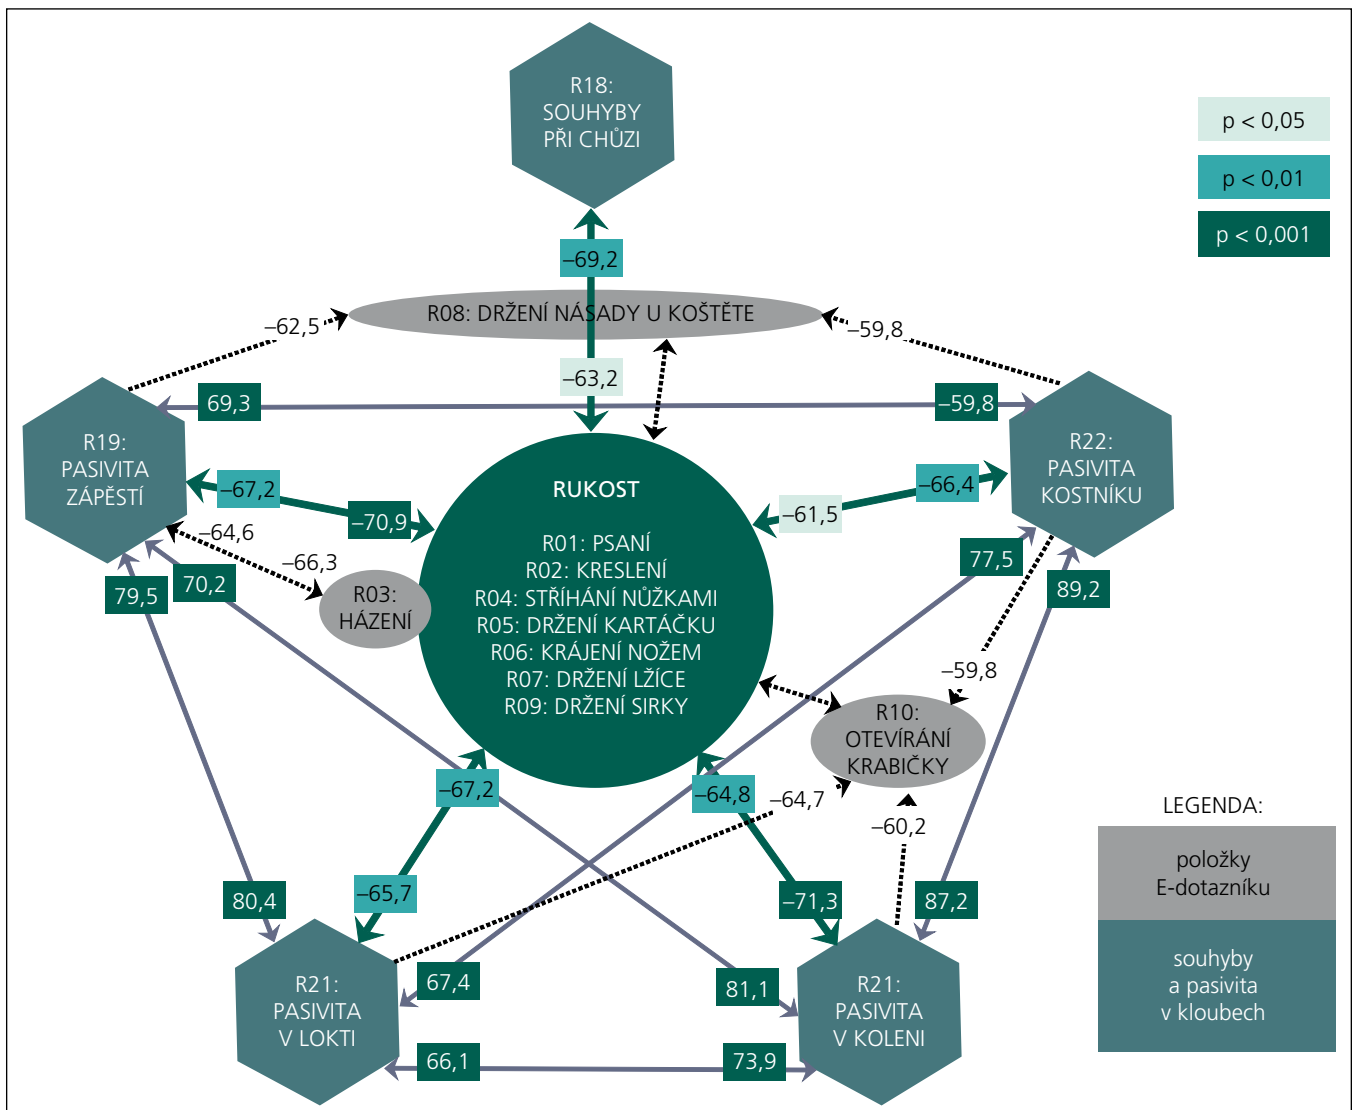 R18:
SOUHYBY
PŘI CHŮZI
p < 0,05
p < 0,01
p < 0,001
–69,2
R08: DRŽENÍ NÁSADY U KOŠTĚTE
–62,5
–59,8
–63,2
69,3
–59,8
R19:
PASIVITA
ZÁPĚSTÍ
R22:
PASIVITA
KOSTNÍKU
–67,2
–70,9
–61,5
–66,4
RUKOST
R01: PSANÍ
R02: KRESLENÍ
R04: STŘÍHÁNÍ NŮŽKAMI
R05: DRŽENÍ KARTÁČKU
R06: KRÁJENÍ NOŽEM
R07: DRŽENÍ LŽÍCE
R09: DRŽENÍ SIRKY
–64,6
–66,3
R03:
HÁZENÍ
79,5
70,2
77,5
89,2
–59,8
R10:
OTEVÍRÁNÍ
KRABIČKY
–67,2
–64,8
–64,7
–60,2
–65,7
–71,3
80,4
87,2
R21:
PASIVITA
V LOKTI
67,4
81,1
R21:
PASIVITA
V KOLENI
66,1
73,9
LEGENDA:
položky
E-dotazníku
souhyby
a pasivita
v kloubech